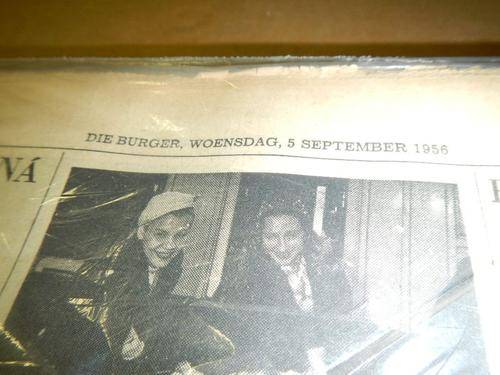 DIE BURGER, WOENSDAG, 5 SEPTEMBER 1956
NÁ